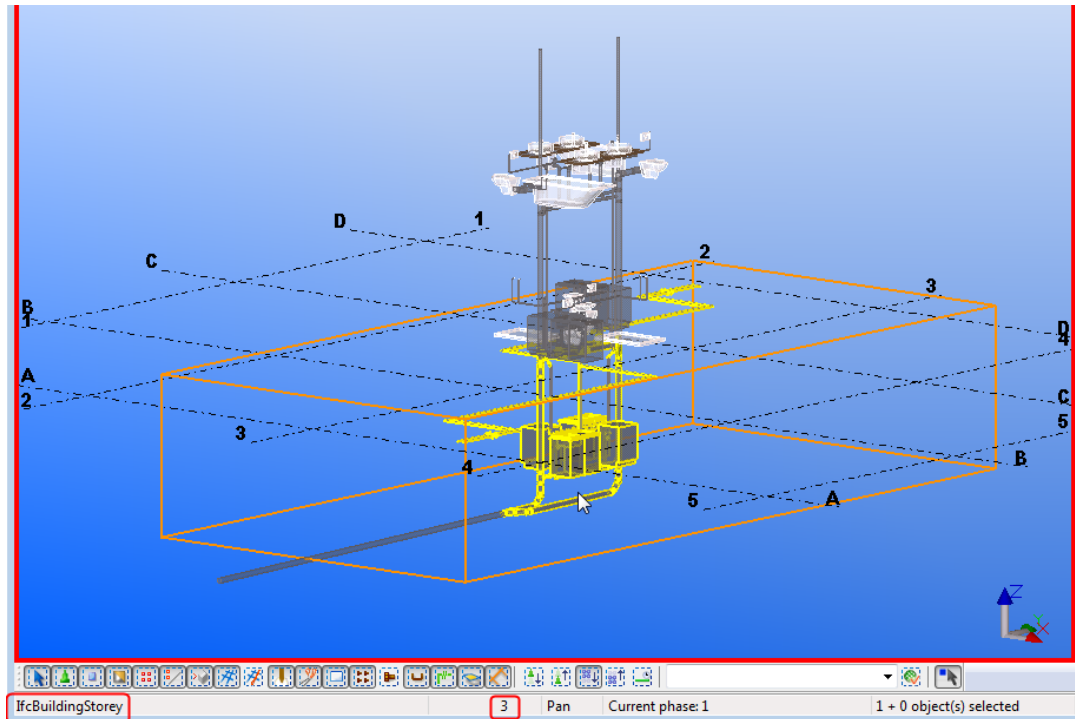 1
D
2
C
3
B
1
D
4
A
2
C
3
5
B
4
5
A
Z
X
IfcBuildingStorey 3 Pan Current phase: 1 1 + 0 object(s) selected